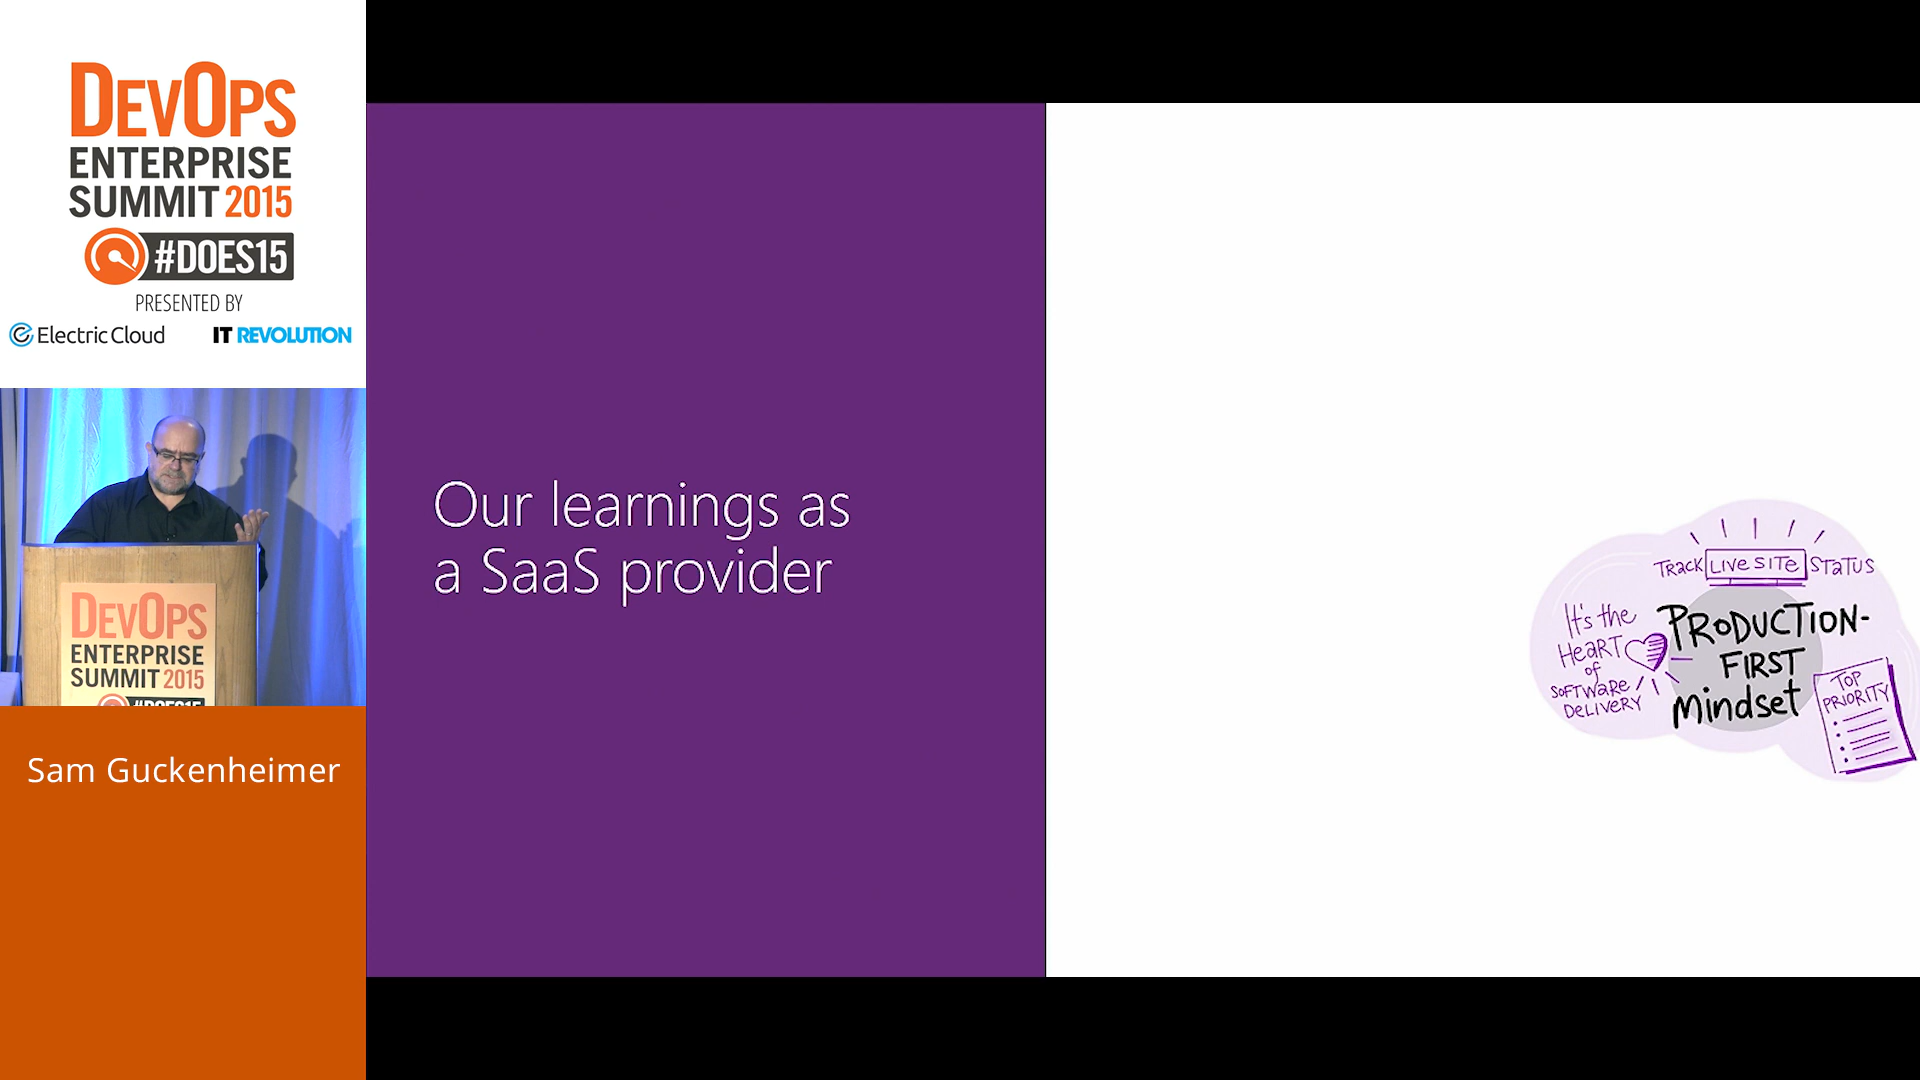 DEVOPS
ENTERPRISE
SUMMIT 2015
#DOES15
PRESENTED BY
Electric Cloud
IT REVOLUTION
DEVOPS
ENTERPRISE
SUMMIT 2015
#DOES15
Sam Guckenheimer
Our learnings as
a SaaS provider
TRACK LIVE SITE STATUS
It's the
HEART
of
SOFTWARE
DELIVERY
PRODUCTION-
FIRST
mindset
TOP
PRIORITY